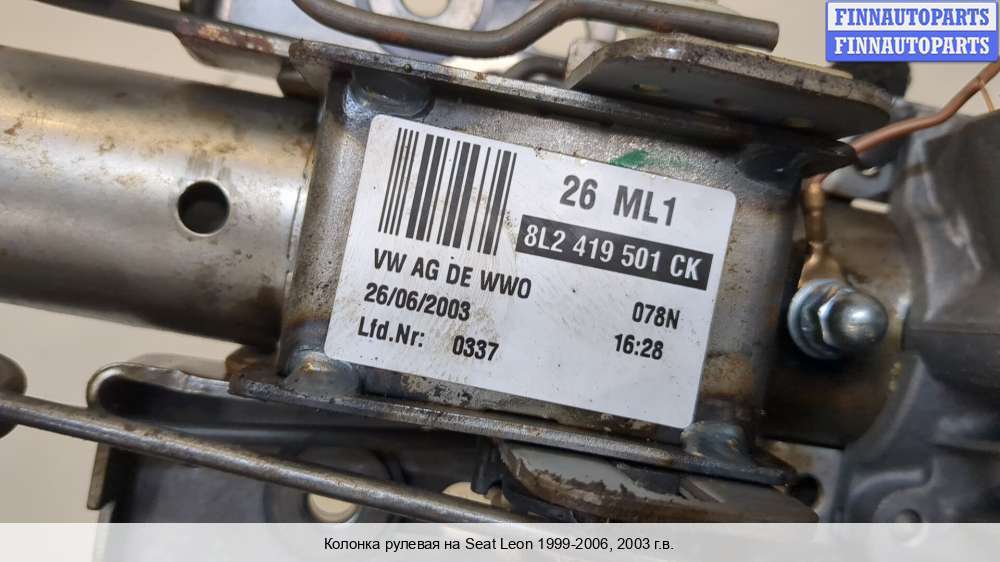 FINNAUTOPARTS
FINNAUTOPARTS
26 ML1
8L2 419 501 CK
VW AG DE WWO
26/06/2003 078N
Lfd.Nr: 0337 16:28
Колонка рулевая на Seat Leon 1999-2006, 2003 г.в.